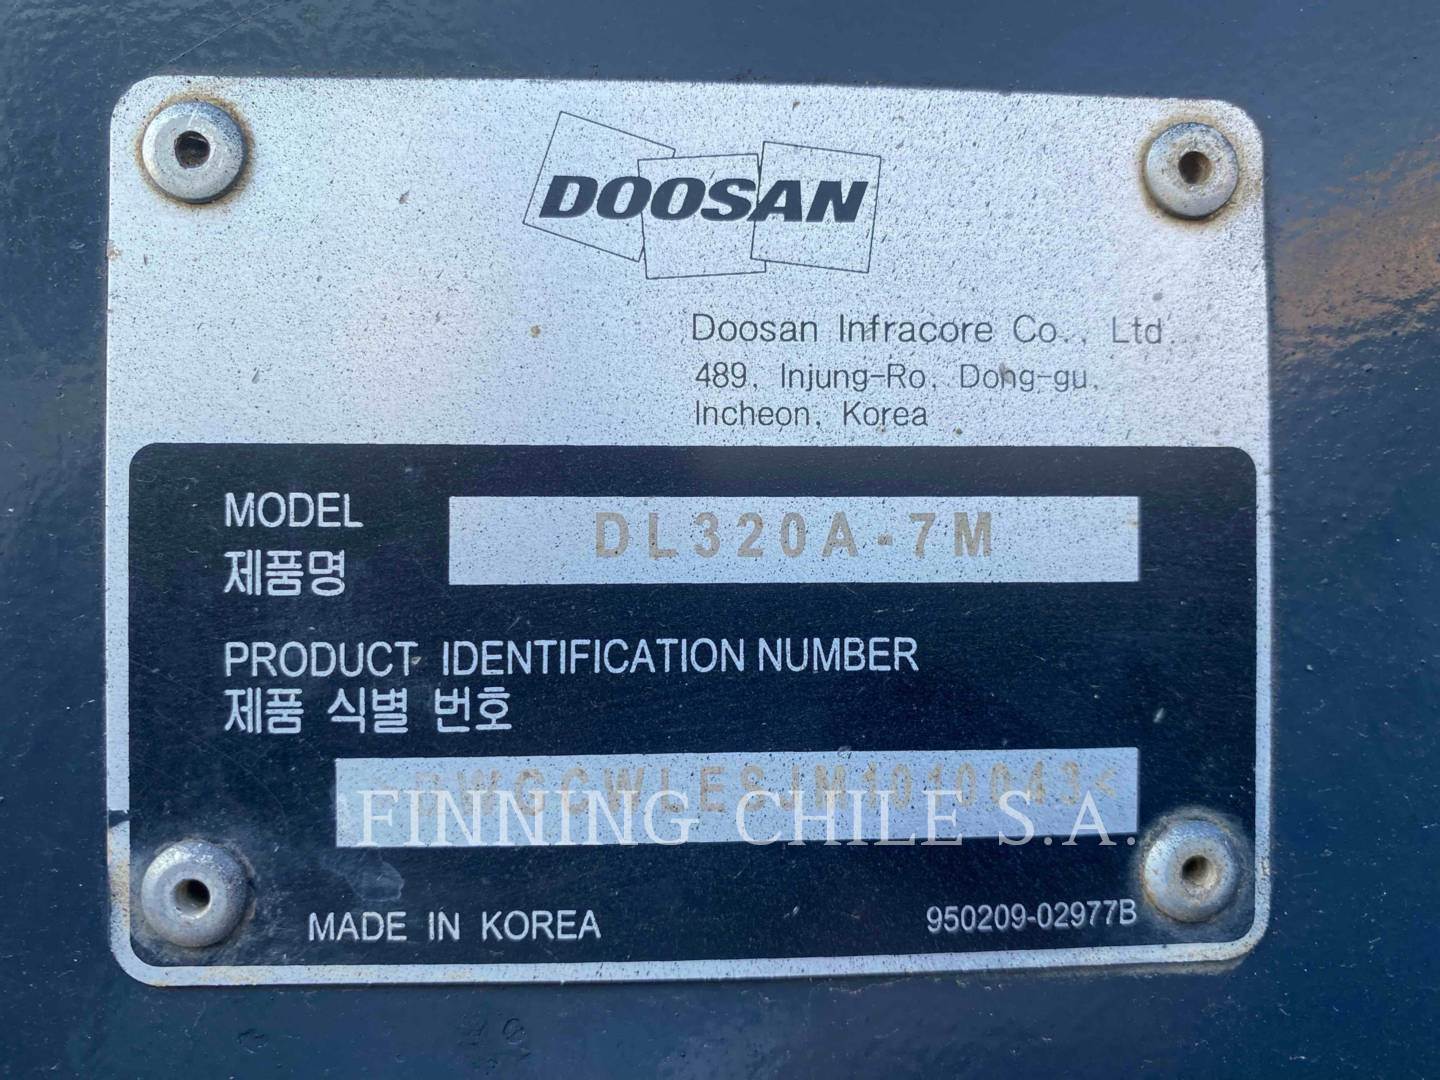 DOOSAN
Doosan Infracore Co., Ltd.
489, Injung-Ro, Dong-gu,
Incheon, Korea
MODEL DL320A-7M
제품명
PRODUCT IDENTIFICATION NUMBER
제품 식별 번호
FINNING CHILE S.A.
MADE IN KOREA 950209-02977B